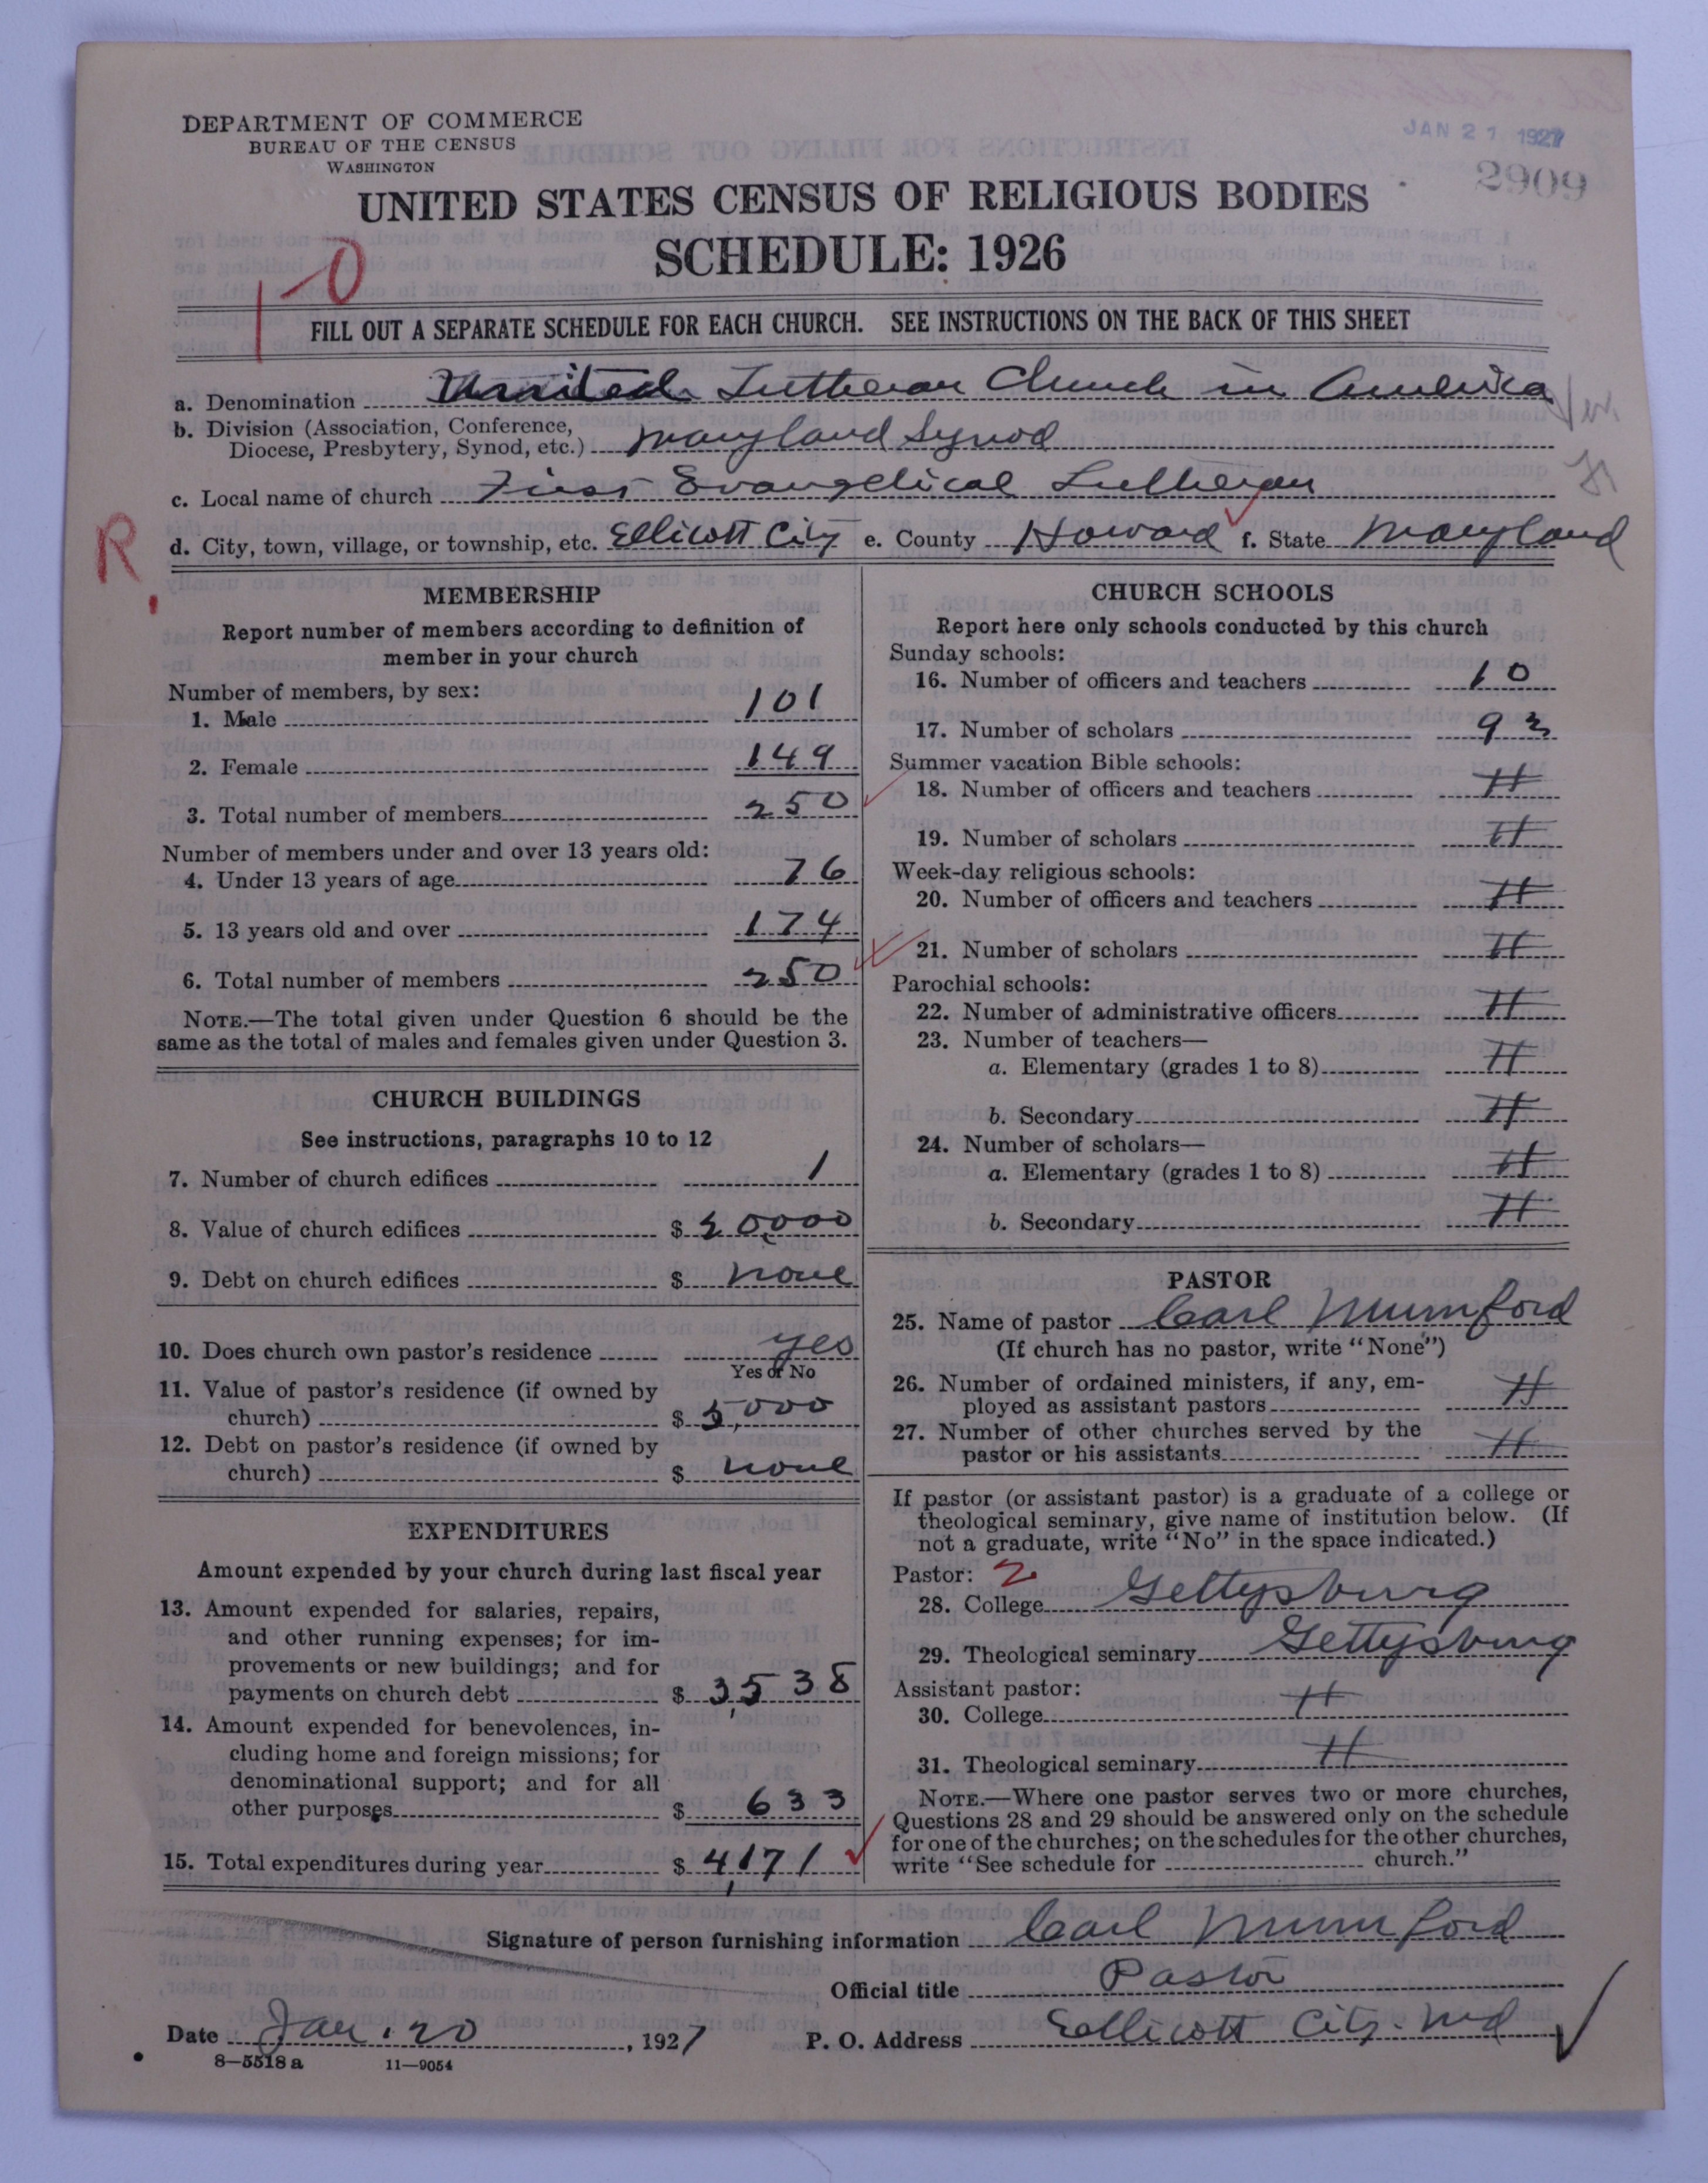 JAN 21 1927
2909
DEPARTMENT OF COMMERCE
BUREAU OF THE CENSUS
WASHINGTON
UNITED STATES CENSUS OF RELIGIOUS BODIES
SCHEDULE: 1926
1-0
FILL OUT A SEPARATE SCHEDULE FOR EACH CHURCH. SEE INSTRUCTIONS ON THE BACK OF THIS SHEET
a. Denomination United Lutheran Church in America
b. Division (Association, Conference,
Diocese, Presbytery, Synod, etc.) Maryland Synod
c. Local name of church First Evangelical Lutheran
R.
d. City, town, village, or township, etc. Ellicott City e. County Howard f. State Maryland
MEMBERSHIP
Report number of members according to definition of
member in your church
Number of members, by sex:
1. Male 101
2. Female 149
3. Total number of members 250
Number of members under and over 13 years old:
4. Under 13 years of age 76
5. 13 years old and over 174
6. Total number of members 250
NOTE.—The total given under Question 6 should be the
same as the total of males and females given under Question 3.
CHURCH BUILDINGS
See instructions, paragraphs 10 to 12
7. Number of church edifices 1
8. Value of church edifices $ 20,000
9. Debt on church edifices $ none
10. Does church own pastor's residence yes
Yes or No
11. Value of pastor's residence (if owned by
church) $ 5,000
12. Debt on pastor's residence (if owned by
church) $ none
EXPENDITURES
Amount expended by your church during last fiscal year
13. Amount expended for salaries, repairs,
and other running expenses; for im-
provements or new buildings; and for
payments on church debt $ 3,538
14. Amount expended for benevolences, in-
cluding home and foreign missions; for
denominational support; and for all
other purposes $ 633
15. Total expenditures during year $ 4,171
CHURCH SCHOOLS
Report here only schools conducted by this church
Sunday schools:
16. Number of officers and teachers 10
17. Number of scholars 93
Summer vacation Bible schools:
18. Number of officers and teachers
19. Number of scholars
Week-day religious schools:
20. Number of officers and teachers
21. Number of scholars
Parochial schools:
22. Number of administrative officers
23. Number of teachers—
a. Elementary (grades 1 to 8)
b. Secondary
24. Number of scholars—
a. Elementary (grades 1 to 8)
b. Secondary
PASTOR
25. Name of pastor Carl Mumford
(If church has no pastor, write "None")
26. Number of ordained ministers, if any, em-
ployed as assistant pastors
27. Number of other churches served by the
pastor or his assistants
If pastor (or assistant pastor) is a graduate of a college or
theological seminary, give name of institution below. (If
not a graduate, write "No" in the space indicated.)
Pastor: 2
28. College Gettysburg
29. Theological seminary Gettysburg
Assistant pastor:
30. College
31. Theological seminary
NOTE.—Where one pastor serves two or more churches,
Questions 28 and 29 should be answered only on the schedule
for one of the churches; on the schedules for the other churches,
write "See schedule for church."
Signature of person furnishing information Carl Mumford
Official title Pastor
Date Jan. 20, 1927 P. O. Address Ellicott City. Md
8—5518 a 11—9054